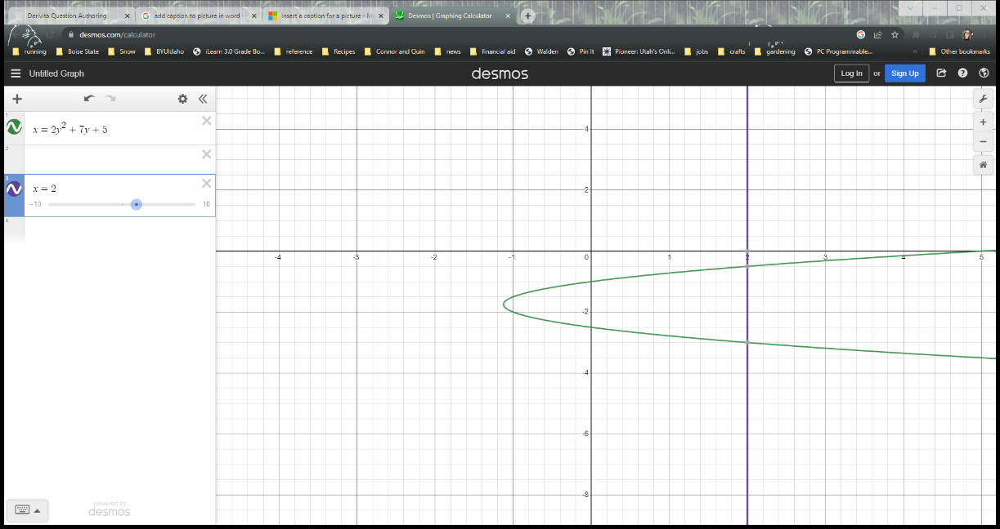 Derivita Question Authoring
add caption to picture in word -
Insert a caption for a picture - M
Desmos | Graphing Calculator
desmos.com/calculator
running Boise State Snow BYUIdaho iLearn 3.0 Grade Bo... reference Recipes Connor and Quin news financial aid Walden Pin It Pioneer: Utah's Onli... jobs crafts gardening PC Programmable... » Other bookmarks
Untitled Graph desmos Log In or Sign Up
1
x = 2y² + 7y + 5
2
3
x = 2
-10 10
4
4
2
-4 -3 -2 -1 0 1 2 3 4 5
-2
-4
-6
-8
powered by
desmos